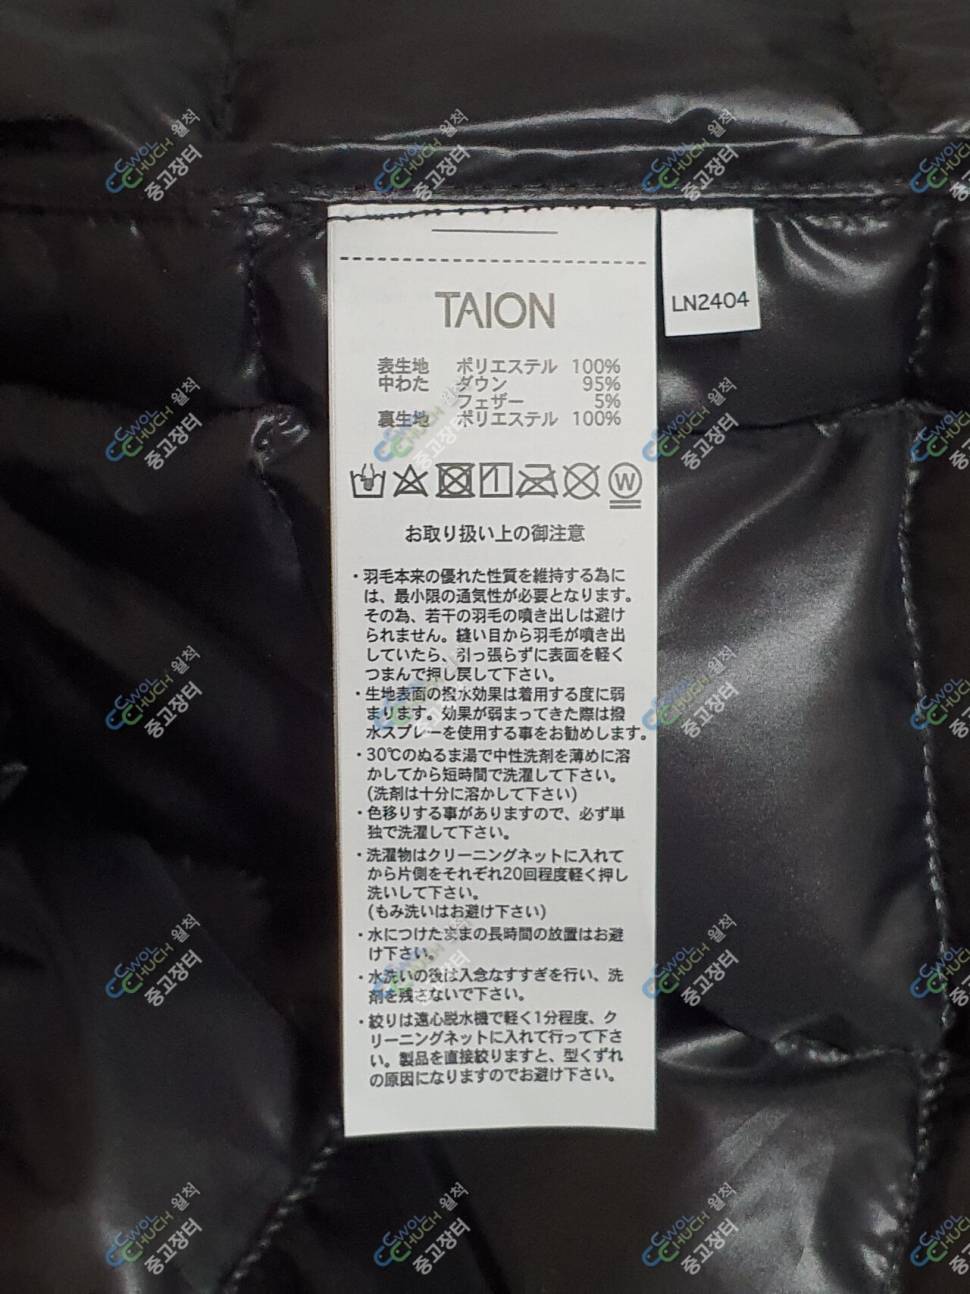 TAION
LN2404
表生地 ポリエステル 100%
中わた ダウン 95%
フェザー 5%
裏生地 ポリエステル 100%
W
お取り扱い上の御注意
・羽毛本来の優れた性質を維持する為に
は、最小限の通気性が必要となります。
その為、若干の羽毛の噴き出しは避け
られません。縫い目から羽毛が噴き出
していたら、引っ張らずに表面を軽く
つまんで押し戻して下さい。
・生地表面の撥水効果は着用する度に弱
まります。効果が弱まってきた際は撥
水スプレーを使用する事をお勧めします。
・30℃のぬるま湯で中性洗剤を薄めに溶
かしてから短時間で洗濯して下さい。
(洗剤は十分に溶かして下さい)
・色移りする事がありますので、必ず単
独で洗濯して下さい。
・洗濯物はクリーニングネットに入れて
から片側をそれぞれ20回程度軽く押し
洗いして下さい。
(もみ洗いはお避け下さい)
・水につけたままの長時間の放置はお避
け下さい。
・水洗いの後は入念なすすぎを行い、洗
剤を残さないで下さい。
・絞りは遠心脱水機で軽く1分程度、ク
リーニングネットに入れて行って下さ
い。製品を直接絞りますと、型くずれ
の原因になりますのでお避け下さい。
CWOL
CHUCH 월척
중고장터